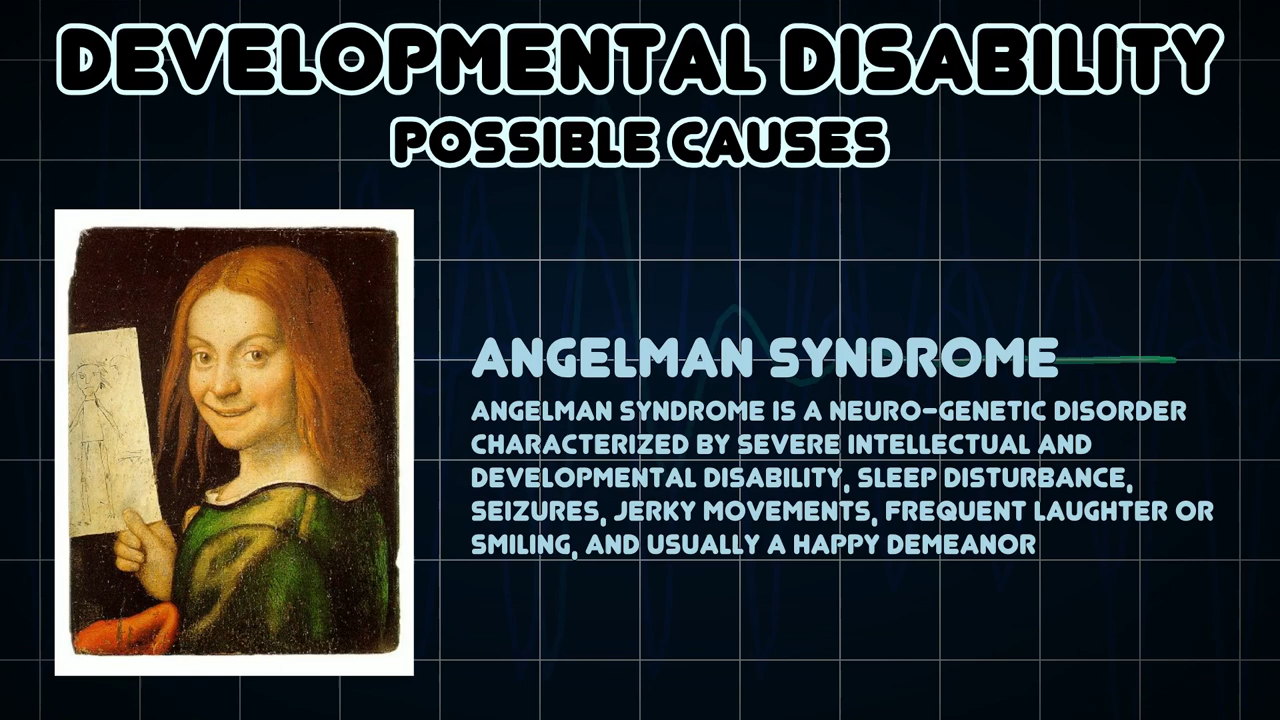 DEVELOPMENTAL DISABILITY
POSSIBLE CAUSES
ANGELMAN SYNDROME
ANGELMAN SYNDROME IS A NEURO-GENETIC DISORDER
CHARACTERIZED BY SEVERE INTELLECTUAL AND
DEVELOPMENTAL DISABILITY, SLEEP DISTURBANCE,
SEIZURES, JERKY MOVEMENTS, FREQUENT LAUGHTER OR
SMILING, AND USUALLY A HAPPY DEMEANOR